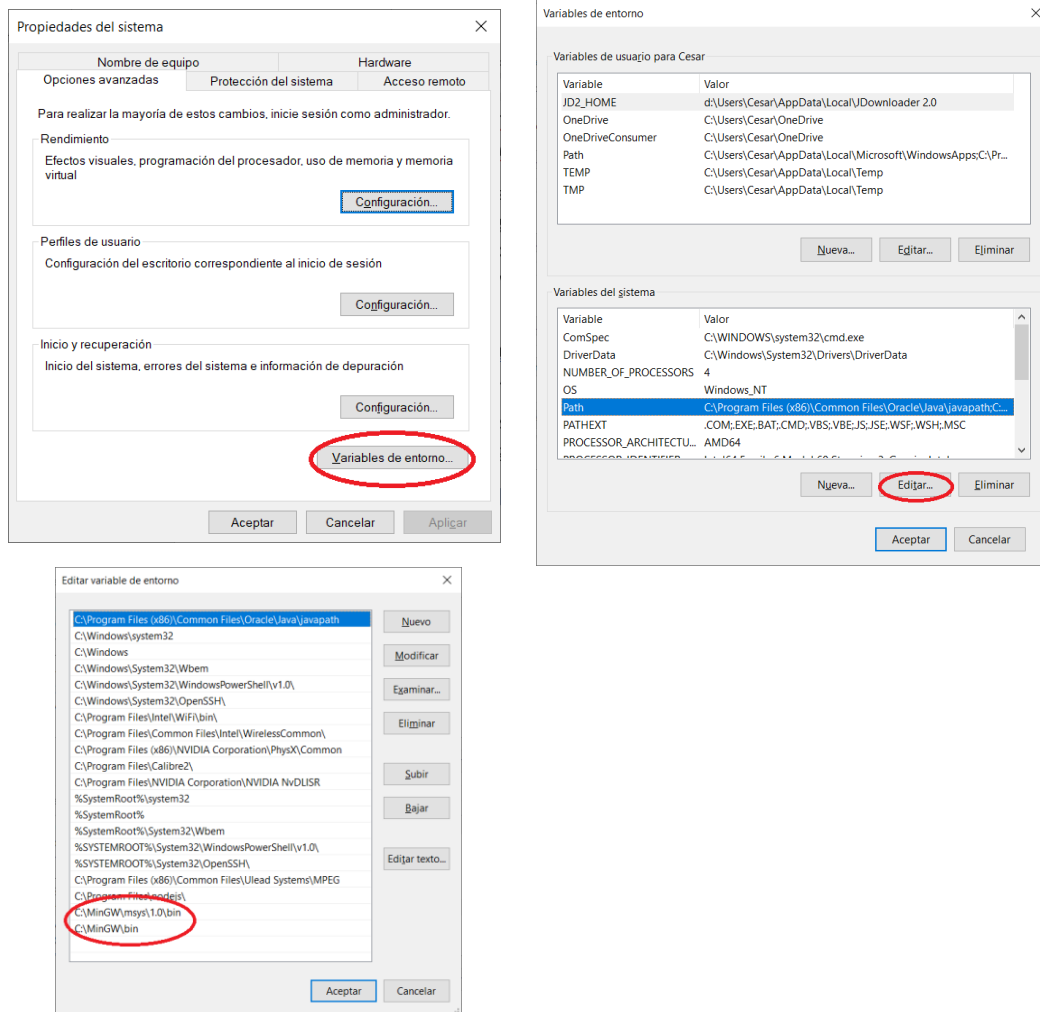 Propiedades del sistema
Nombre de equipo
Hardware
Opciones avanzadas
Protección del sistema
Acceso remoto
Para realizar la mayoría de estos cambios, inicie sesión como administrador.
Rendimiento
Efectos visuales, programación del procesador, uso de memoria y memoria
virtual
Configuración...
Perfiles de usuario
Configuración del escritorio correspondiente al inicio de sesión
Configuración...
Inicio y recuperación
Inicio del sistema, errores del sistema e información de depuración
Configuración...
Variables de entorno...
Aceptar
Cancelar
Aplicar
Variables de entorno
Variables de usuario para Cesar
Variable Valor
JD2_HOME d:\Users\Cesar\AppData\Local\JDownloader 2.0
OneDrive C:\Users\Cesar\OneDrive
OneDriveConsumer C:\Users\Cesar\OneDrive
Path C:\Users\Cesar\AppData\Local\Microsoft\WindowsApps;C:\Pr...
TEMP C:\Users\Cesar\AppData\Local\Temp
TMP C:\Users\Cesar\AppData\Local\Temp
Nueva...
Editar...
Eliminar
Variables del sistema
Variable Valor
ComSpec C:\WINDOWS\system32\cmd.exe
DriverData C:\Windows\System32\Drivers\DriverData
NUMBER_OF_PROCESSORS 4
OS Windows_NT
Path C:\Program Files (x86)\Common Files\Oracle\Java\javapath;C:...
PATHEXT .COM;.EXE;.BAT;.CMD;.VBS;.VBE;.JS;.JSE;.WSF;.WSH;.MSC
PROCESSOR_ARCHITECTU... AMD64
Nueva...
Editar...
Eliminar
Aceptar
Cancelar
Editar variable de entorno
C:\Program Files (x86)\Common Files\Oracle\Java\javapath
C:\Windows\system32
C:\Windows
C:\Windows\System32\Wbem
C:\Windows\System32\WindowsPowerShell\v1.0\
C:\Windows\System32\OpenSSH\
C:\Program Files\Intel\WiFi\bin\
C:\Program Files\Common Files\Intel\WirelessCommon\
C:\Program Files (x86)\NVIDIA Corporation\PhysX\Common
C:\Program Files\Calibre2\
C:\Program Files\NVIDIA Corporation\NVIDIA NvDLISR
%SystemRoot%\system32
%SystemRoot%
%SystemRoot%\System32\Wbem
%SYSTEMROOT%\System32\WindowsPowerShell\v1.0\
%SYSTEMROOT%\System32\OpenSSH\
C:\Program Files (x86)\Common Files\Ulead Systems\MPEG
C:\Program Files\nodejs\
C:\MinGW\msys\1.0\bin
C:\MinGW\bin
Nuevo
Modificar
Examinar...
Eliminar
Subir
Bajar
Editar texto...
Aceptar
Cancelar